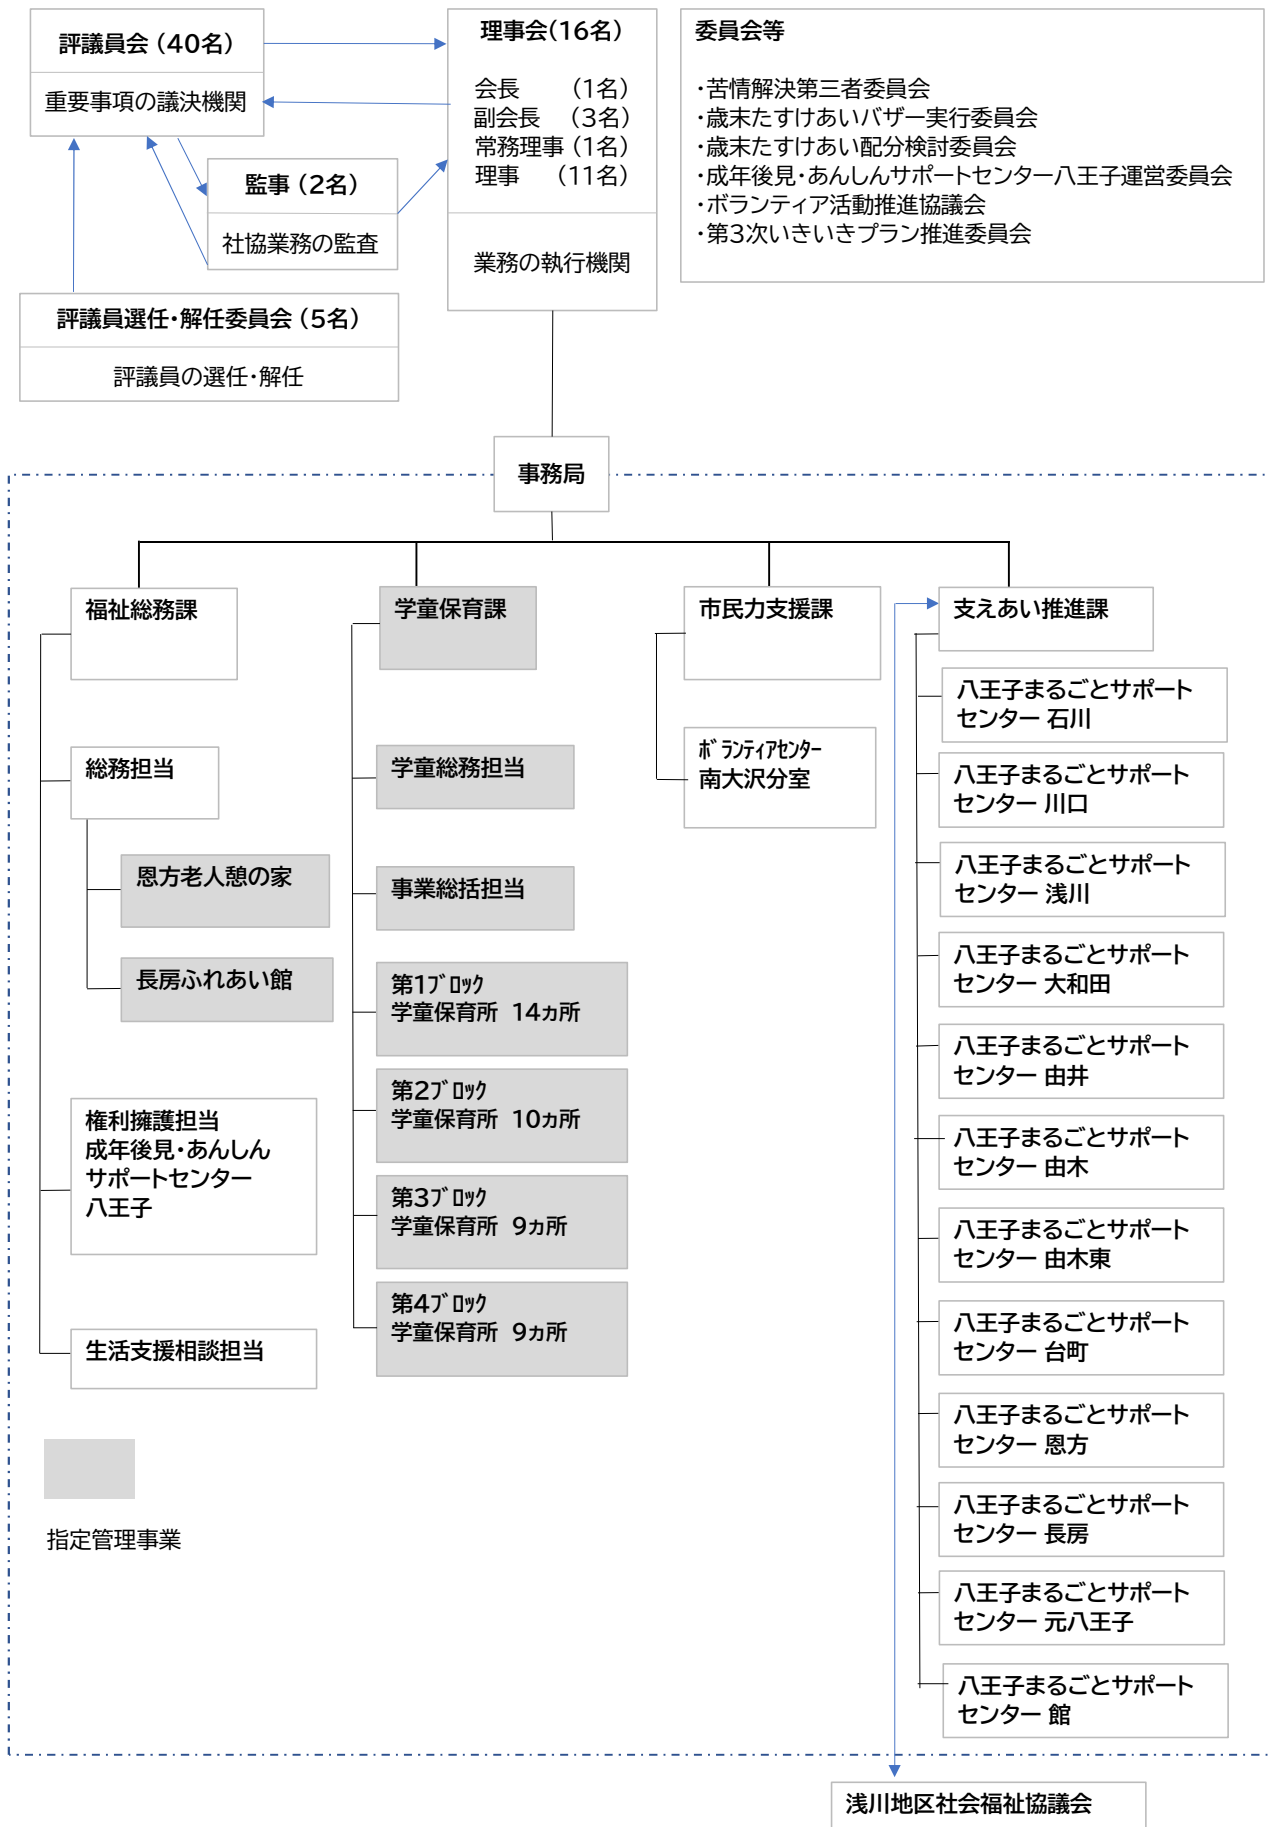 評議員会（40名）
重要事項の議決機関
監事（2名）
社協業務の監査
評議員選任・解任委員会（5名）
評議員の選任・解任
理事会(16名）
会長　　（1名）
副会長　（3名）
常務理事（1名）
理事　（11名）
業務の執行機関
委員会等
・苦情解決第三者委員会
・歳末たすけあいバザー実行委員会
・歳末たすけあい配分検討委員会
・成年後見・あんしんサポートセンター八王子運営委員会
・ボランティア活動推進協議会
・第3次いきいきプラン推進委員会
事務局
福祉総務課
総務担当
恩方老人憩の家
長房ふれあい館
権利擁護担当
成年後見・あんしん
サポートセンター
八王子
生活支援相談担当
学童保育課
学童総務担当
事業総括担当
第1ﾌﾞﾛｯｸ
学童保育所 14ヵ所
第2ﾌﾞﾛｯｸ
学童保育所 10ヵ所
第3ﾌﾞﾛｯｸ
学童保育所 9ヵ所
第4ﾌﾞﾛｯｸ
学童保育所 9ヵ所
市民力支援課
ﾎﾞﾗﾝﾃｨｱｾﾝﾀｰ
南大沢分室
支えあい推進課
八王子まるごとサポート
センター 石川
八王子まるごとサポート
センター 川口
八王子まるごとサポート
センター 浅川
八王子まるごとサポート
センター 大和田
八王子まるごとサポート
センター 由井
八王子まるごとサポート
センター 由木
八王子まるごとサポート
センター 由木東
八王子まるごとサポート
センター 台町
八王子まるごとサポート
センター 恩方
八王子まるごとサポート
センター 長房
八王子まるごとサポート
センター 元八王子
八王子まるごとサポート
センター 館
指定管理事業
浅川地区社会福祉協議会